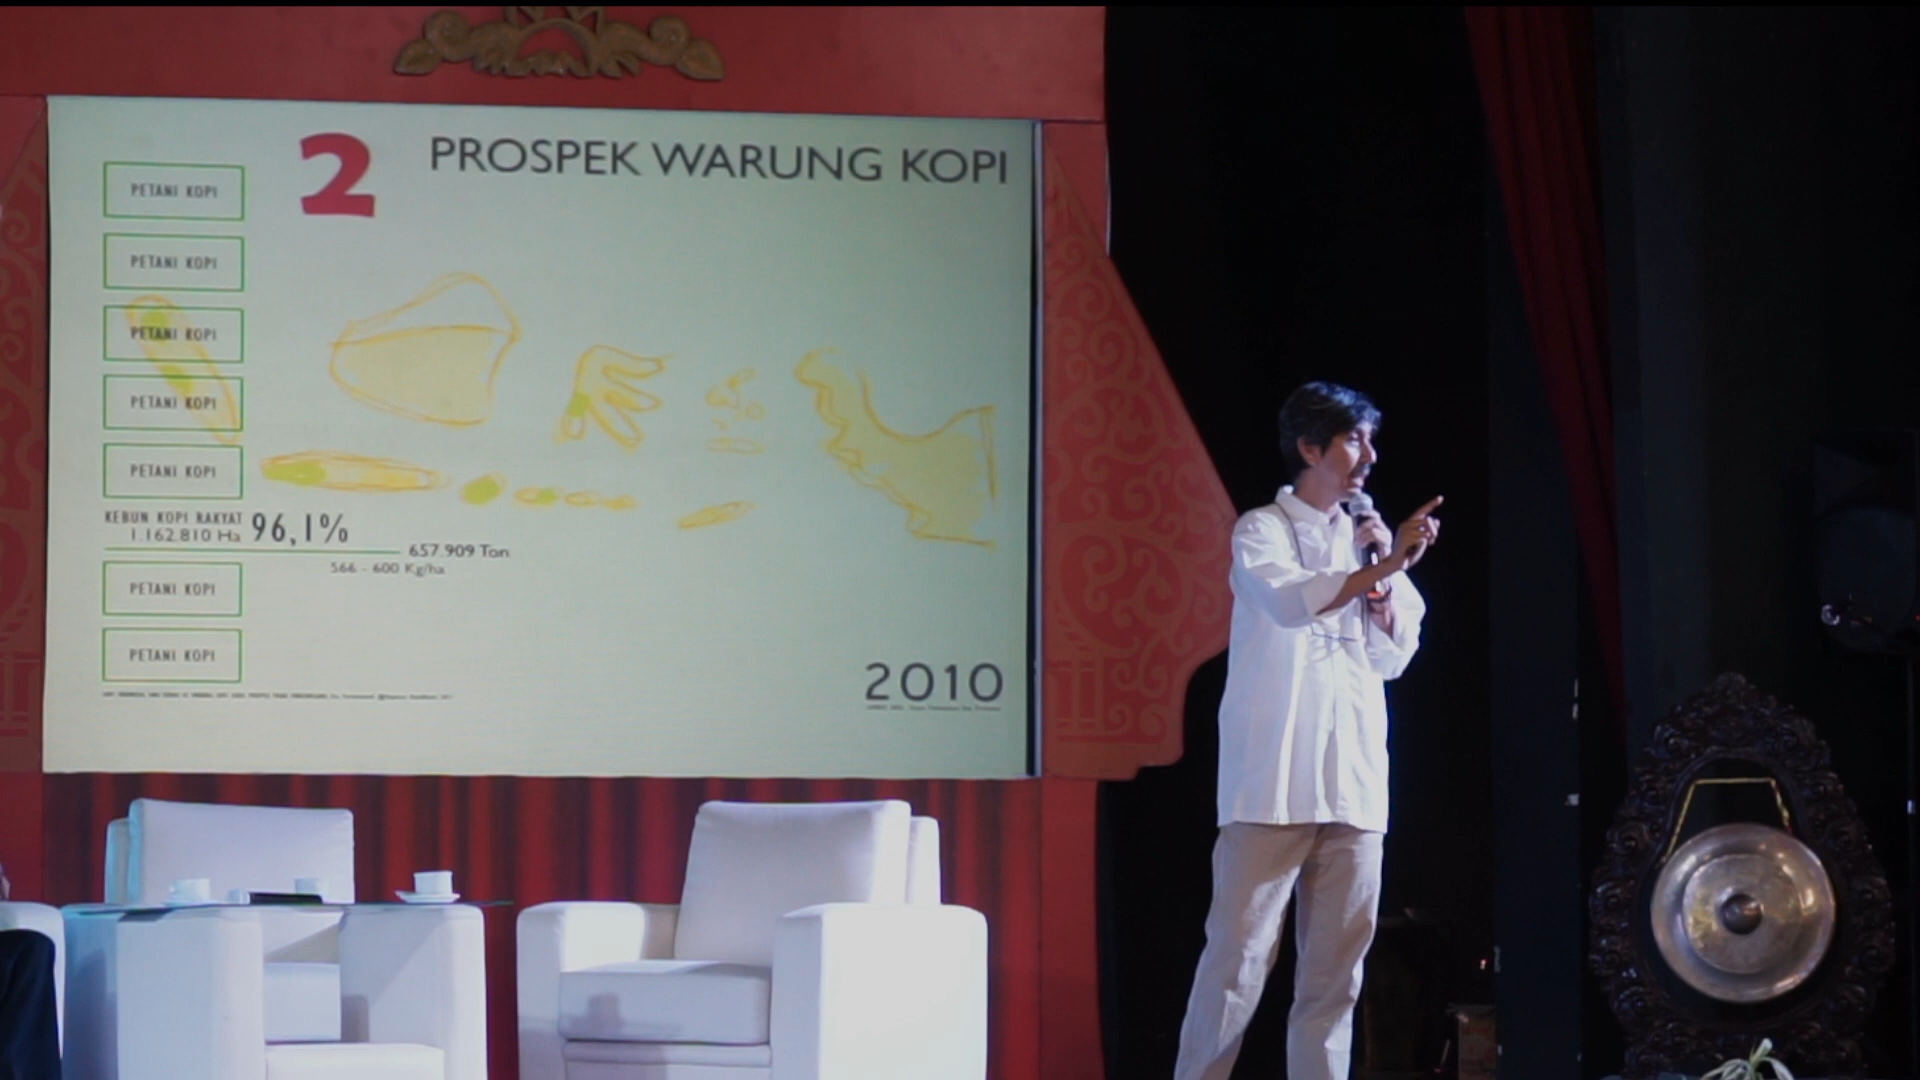 2 PROSPEK WARUNG KOPI
PETANI KOPI
PETANI KOPI
PETANI KOPI
PETANI KOPI
PETANI KOPI
KEBUN KOPI RAKYAT 96,1%
1.162.810 Ha
657.909 Ton
566 - 600 Kg/ha
PETANI KOPI
PETANI KOPI
2010